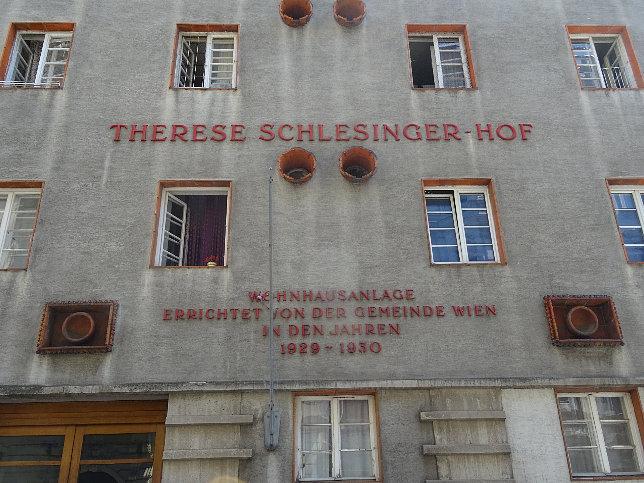 THERESE SCHLESINGER-HOF
WOHNHAUSANLAGE
ERRICHTET VON DER GEMEINDE WIEN
IN DEN JAHREN
1929 - 1930